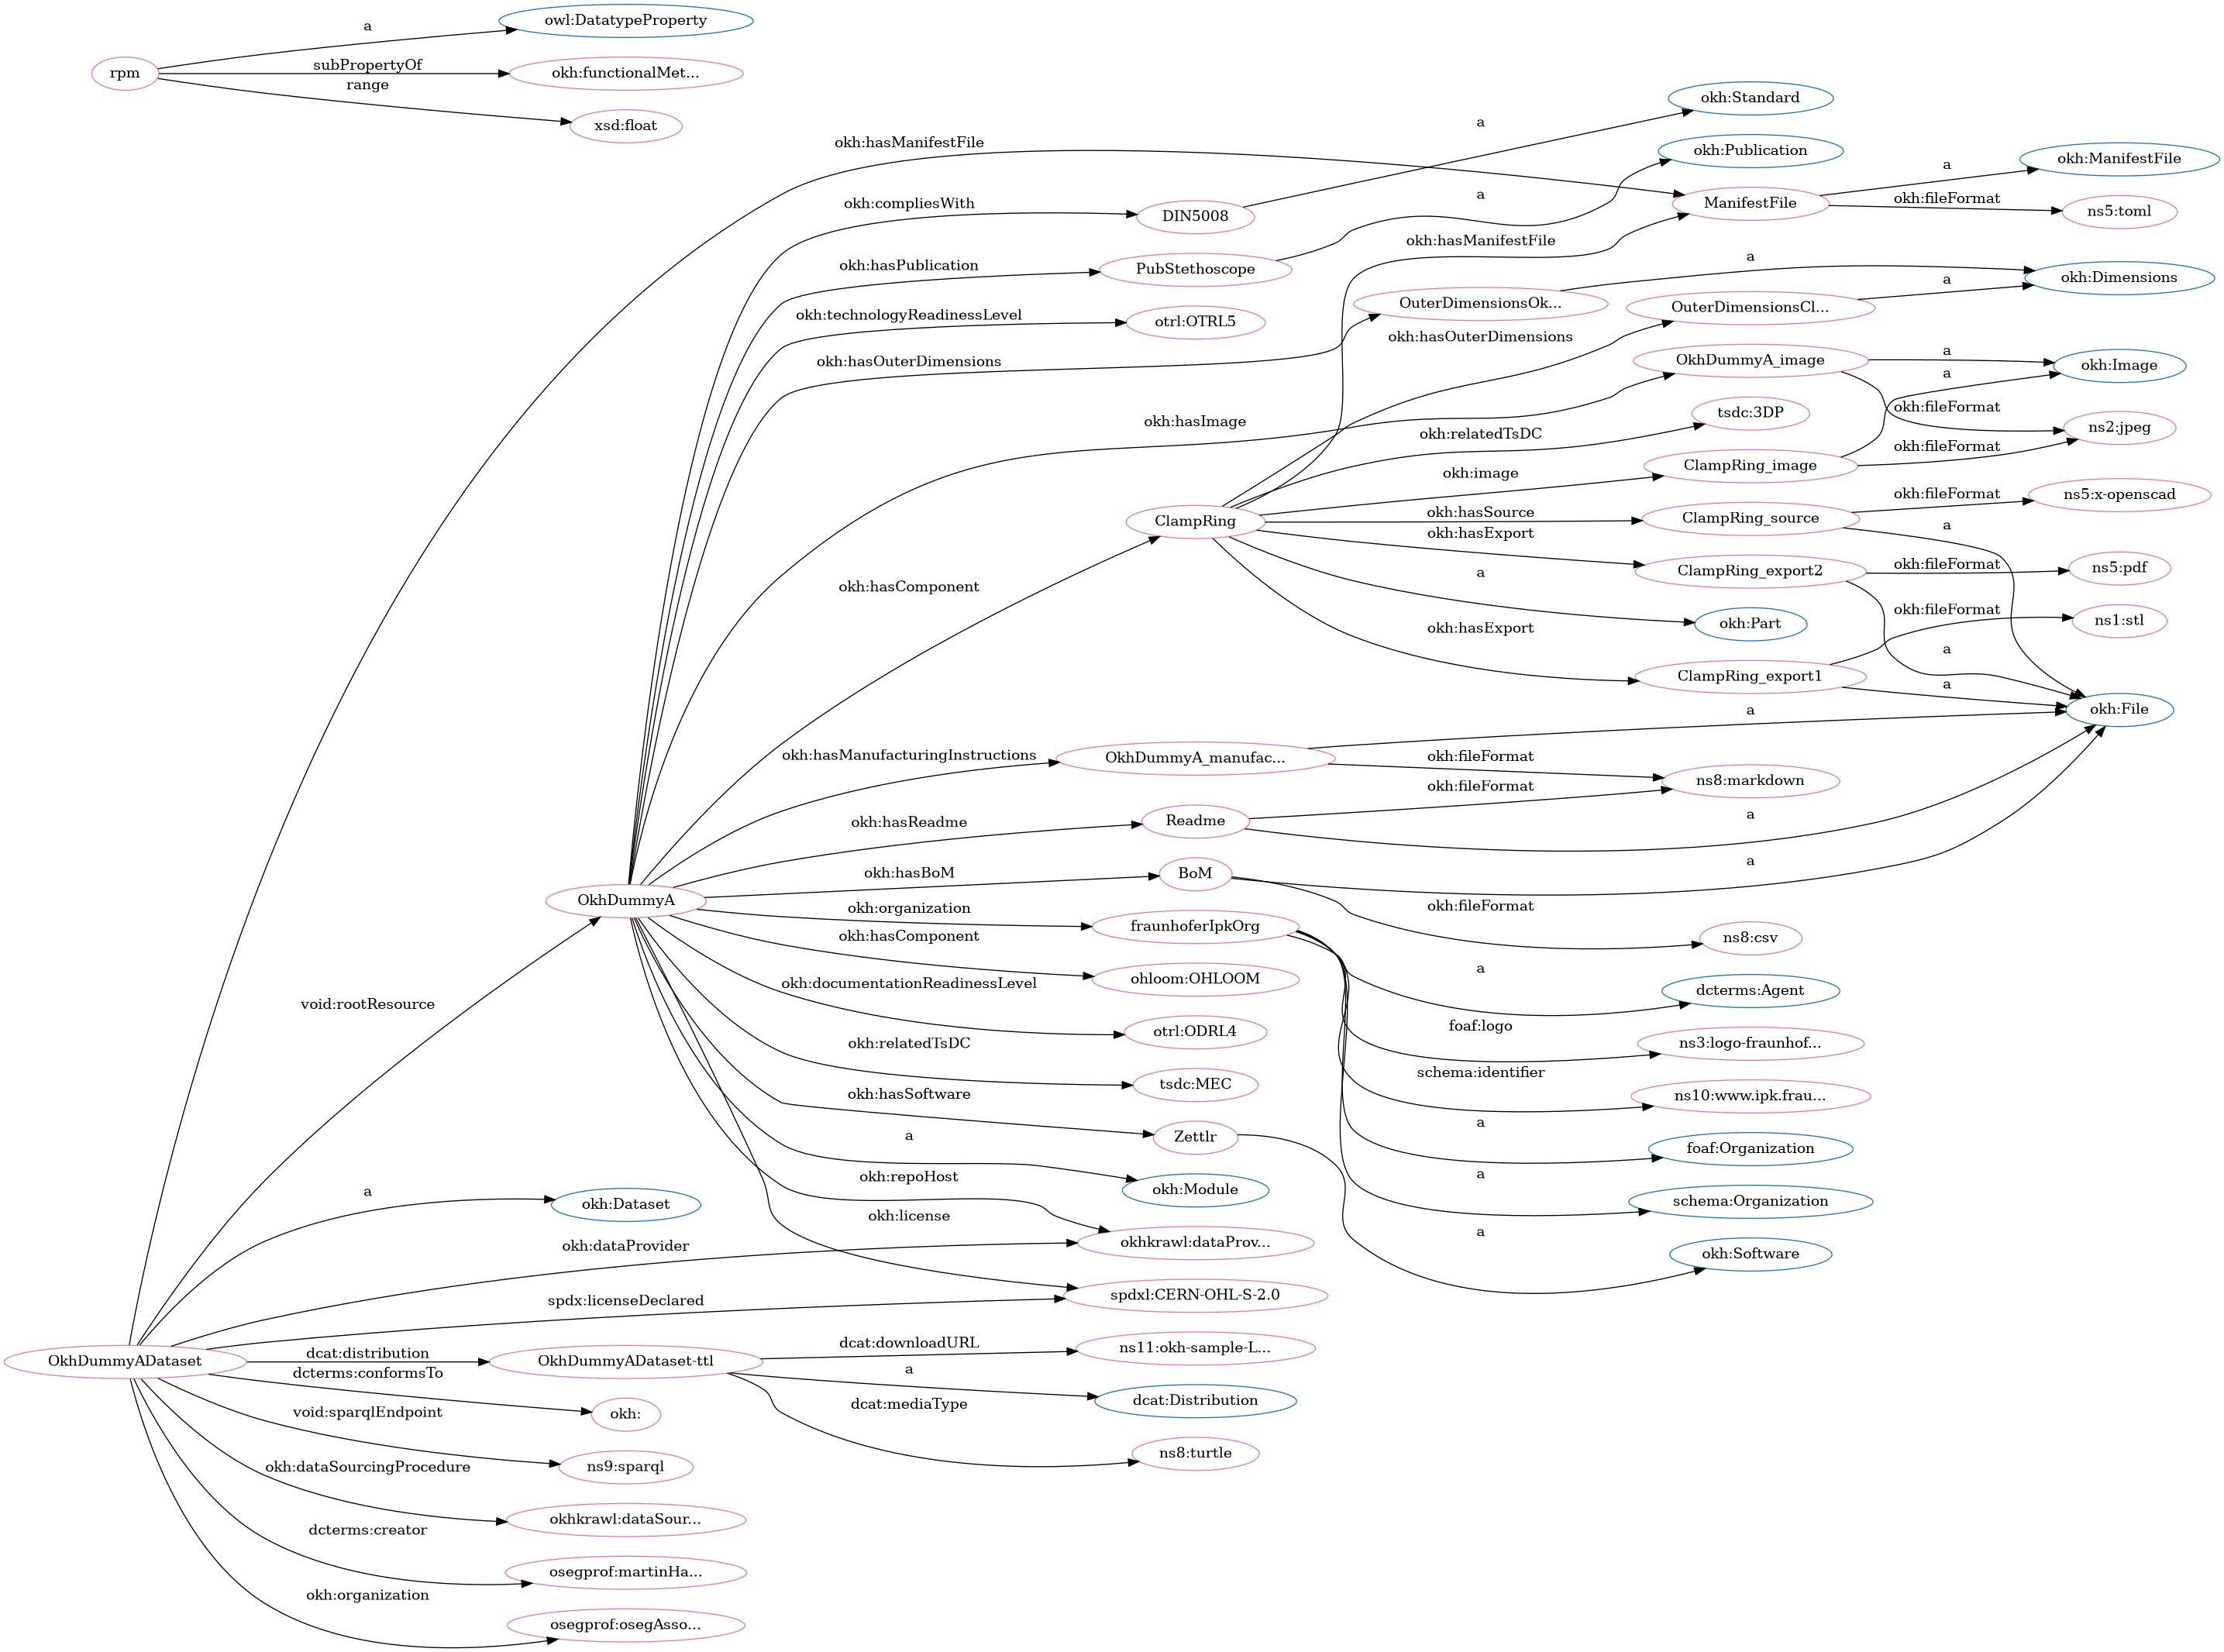 a
owl:DatatypeProperty
rpm
subPropertyOf
okh:functionalMet...
range
xsd:float
okh:Standard
a
okh:hasManifestFile
okh:Publication
okh:ManifestFile
a
okh:compliesWith
DIN5008
a
ManifestFile
okh:fileFormat
ns5:toml
okh:hasManifestFile
okh:hasPublication
PubStethoscope
a
okh:Dimensions
OuterDimensionsOk...
a
OuterDimensionsCl...
okh:technologyReadinessLevel
otrl:OTRL5
okh:hasOuterDimensions
okh:hasOuterDimensions
OkhDummyA_image
a
okh:Image
a
okh:hasImage
tsdc:3DP
okh:fileFormat
ns2:jpeg
okh:relatedTsDC
okh:fileFormat
okh:image
ClampRing_image
okh:fileFormat
ns5:x-openscad
ClampRing
okh:hasSource
ClampRing_source
a
okh:hasExport
okh:hasComponent
a
ClampRing_export2
okh:fileFormat
ns5:pdf
okh:fileFormat
okh:hasExport
okh:Part
ns1:stl
a
ClampRing_export1
a
a
okh:File
okh:hasManufacturingInstructions
OkhDummyA_manufac...
okh:fileFormat
ns8:markdown
okh:hasReadme
Readme
okh:fileFormat
a
okh:hasBoM
BoM
a
OkhDummyA
okh:organization
fraunhoferIpkOrg
okh:fileFormat
ns8:csv
okh:hasComponent
ohloom:OHLOOM
a
dcterms:Agent
okh:documentationReadinessLevel
void:rootResource
otrl:ODRL4
foaf:logo
ns3:logo-fraunhof...
okh:relatedTsDC
tsdc:MEC
schema:identifier
ns10:www.ipk.frau...
okh:hasSoftware
Zettlr
a
foaf:Organization
a
okh:Module
a
schema:Organization
okh:repoHost
a
okh:Dataset
okh:license
a
okh:Software
okh:dataProvider
okhkrawl:dataProv...
spdx:licenseDeclared
spdxl:CERN-OHL-S-2.0
OkhDummyADataset
dcat:distribution
OkhDummyADataset-ttl
dcat:downloadURL
ns11:okh-sample-L...
dcterms:conformsTo
a
dcat:Distribution
okh:
dcat:mediaType
void:sparqlEndpoint
ns8:turtle
okh:dataSourcingProcedure
ns9:sparql
okhkrawl:dataSour...
dcterms:creator
osegprof:martinHa...
okh:organization
osegprof:osegAsso...